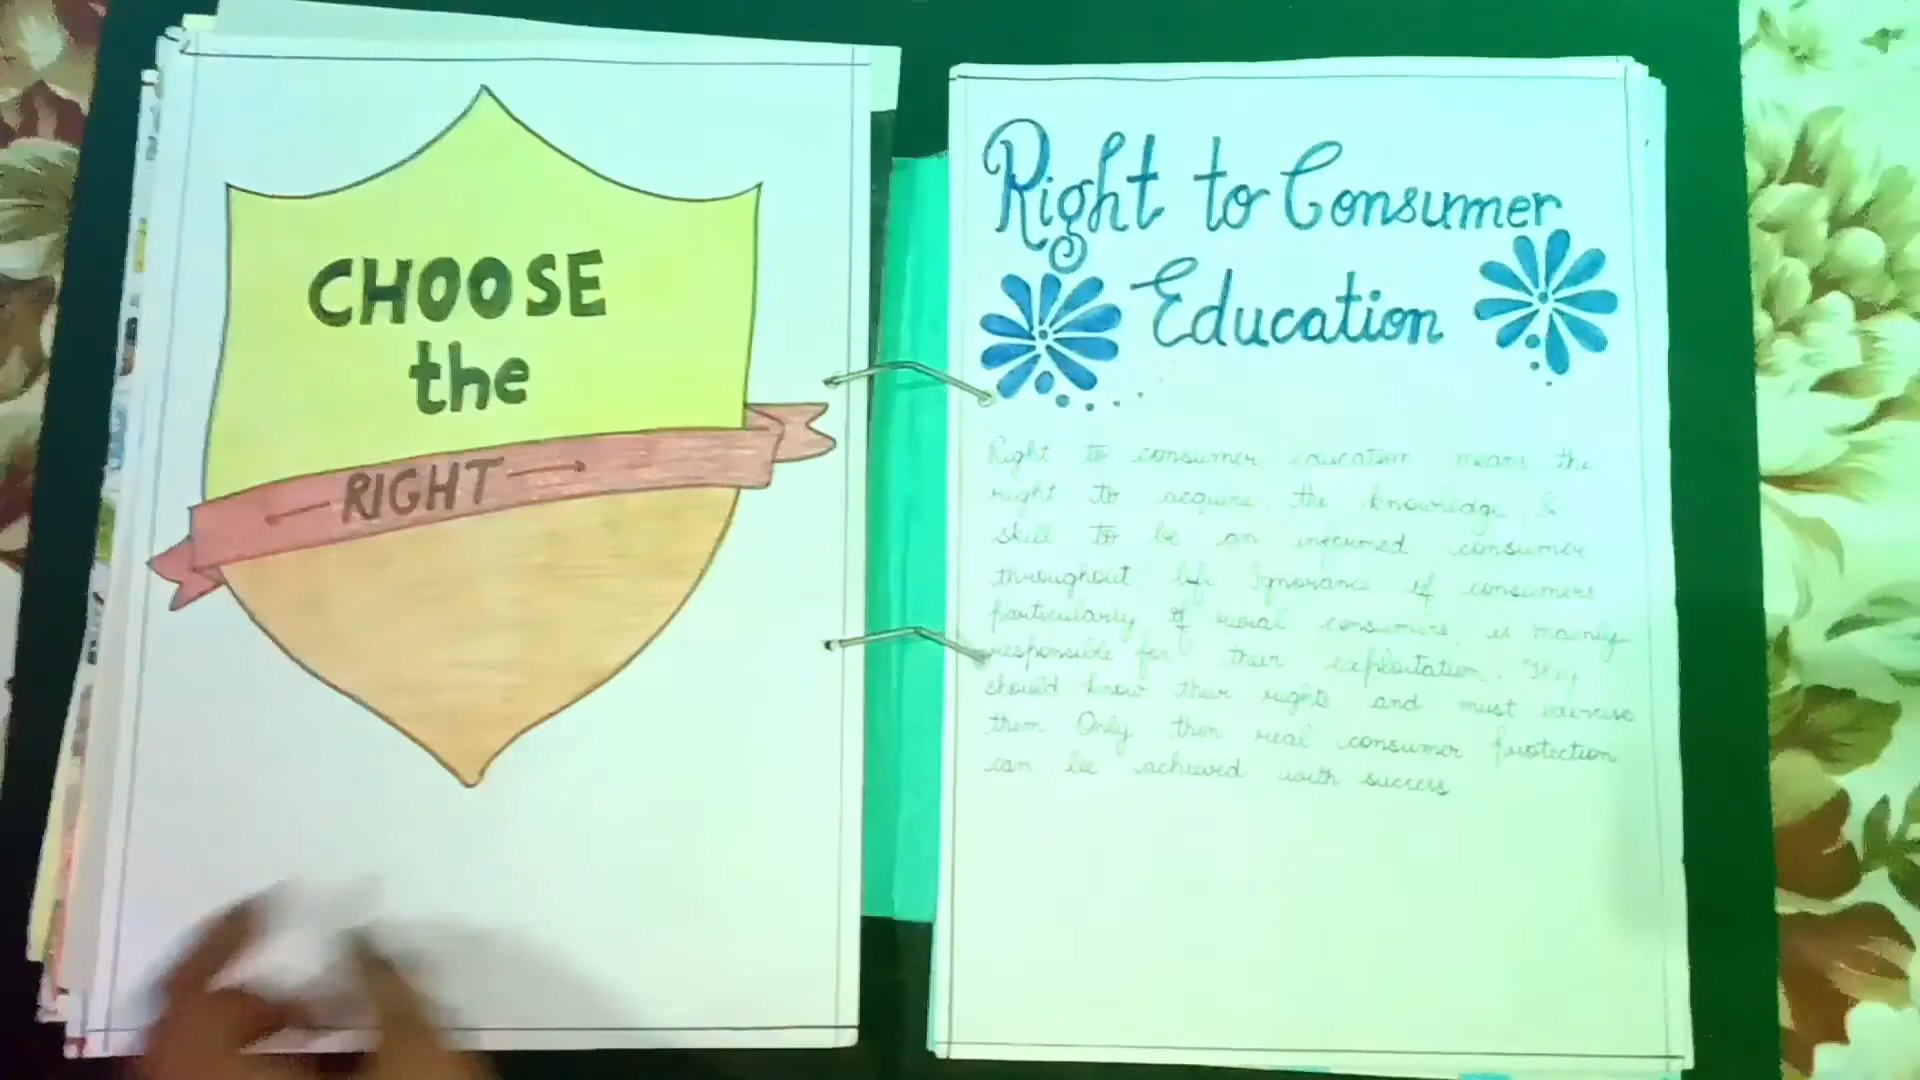 CHOOSE
the
RIGHT
Right to Consumer
Education
Right to consumer education means the
right to acquire the knowledge &
skill to be an informed consumer
throughout life Ignorance of consumers
particularly of rural consumers, is mainly
responsible for their exploitation. They
should know their rights and must exercise
them Only then real consumer protection
can be achieved with success